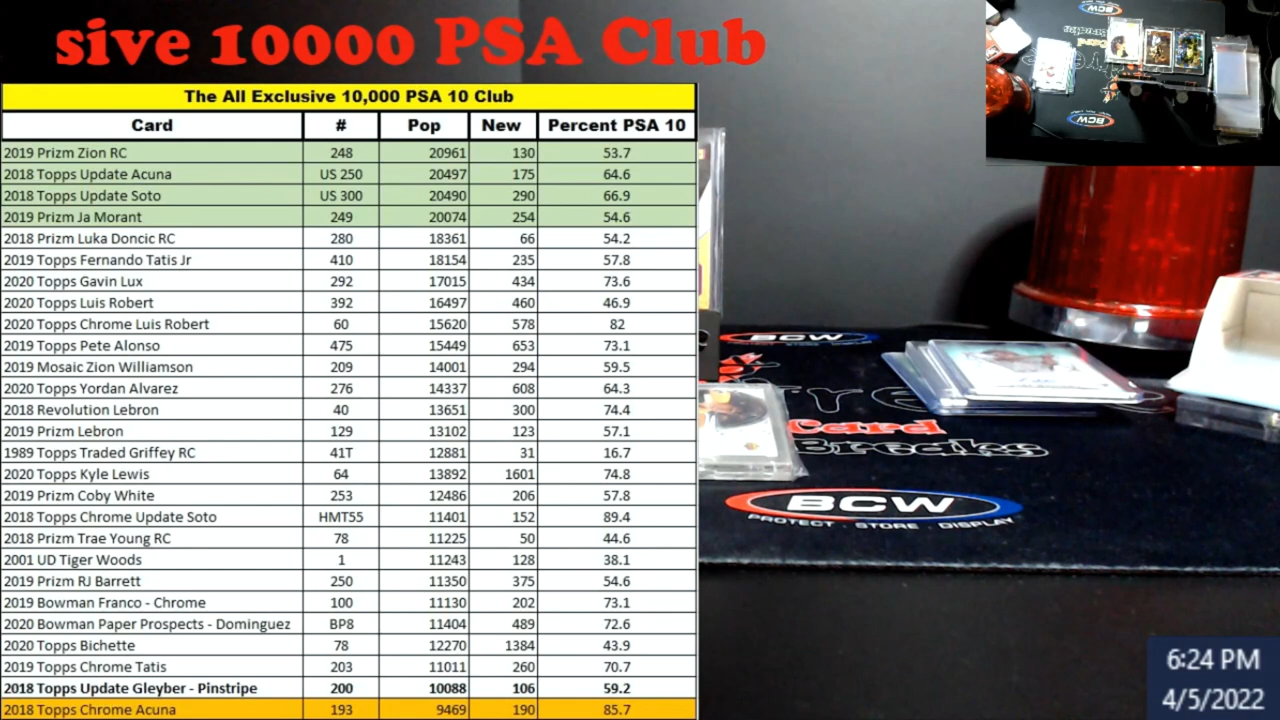 sive 10000 PSA Club
The All Exclusive 10,000 PSA 10 Club
Card # Pop New Percent PSA 10
2019 Prizm Zion RC 248 20961 130 53.7
2018 Topps Update Acuna US 250 20497 175 64.6
2018 Topps Update Soto US 300 20490 290 66.9
2019 Prizm Ja Morant 249 20074 254 54.6
2018 Prizm Luka Doncic RC 280 18361 66 54.2
2019 Topps Fernando Tatis Jr 410 18154 235 57.8
2020 Topps Gavin Lux 292 17015 434 73.6
2020 Topps Luis Robert 392 16497 460 46.9
2020 Topps Chrome Luis Robert 60 15620 578 82
2019 Topps Pete Alonso 475 15449 653 73.1
2019 Mosaic Zion Williamson 209 14001 294 59.5
2020 Topps Yordan Alvarez 276 14337 608 64.3
2018 Revolution Lebron 40 13651 300 74.4
2019 Prizm Lebron 129 13102 123 57.1
1989 Topps Traded Griffey RC 41T 12881 31 16.7
2020 Topps Kyle Lewis 64 13892 1601 74.8
2019 Prizm Coby White 253 12486 206 57.8
2018 Topps Chrome Update Soto HMT55 11401 152 89.4
2018 Prizm Trae Young RC 78 11225 50 44.6
2001 UD Tiger Woods 1 11243 128 38.1
2019 Prizm RJ Barrett 250 11350 375 54.6
2019 Bowman Franco - Chrome 100 11130 202 73.1
2020 Bowman Paper Prospects - Dominguez BP8 11404 489 72.6
2020 Topps Bichette 78 12270 1384 43.9
2019 Topps Chrome Tatis 203 11011 260 70.7
2018 Topps Update Gleyber - Pinstripe 200 10088 106 59.2
2018 Topps Chrome Acuna 193 9469 190 85.7
BCW
BCW
BCW
Card
Breaks
BCW
PROTECT · STORE · DISPLAY
6:24 PM
4/5/2022